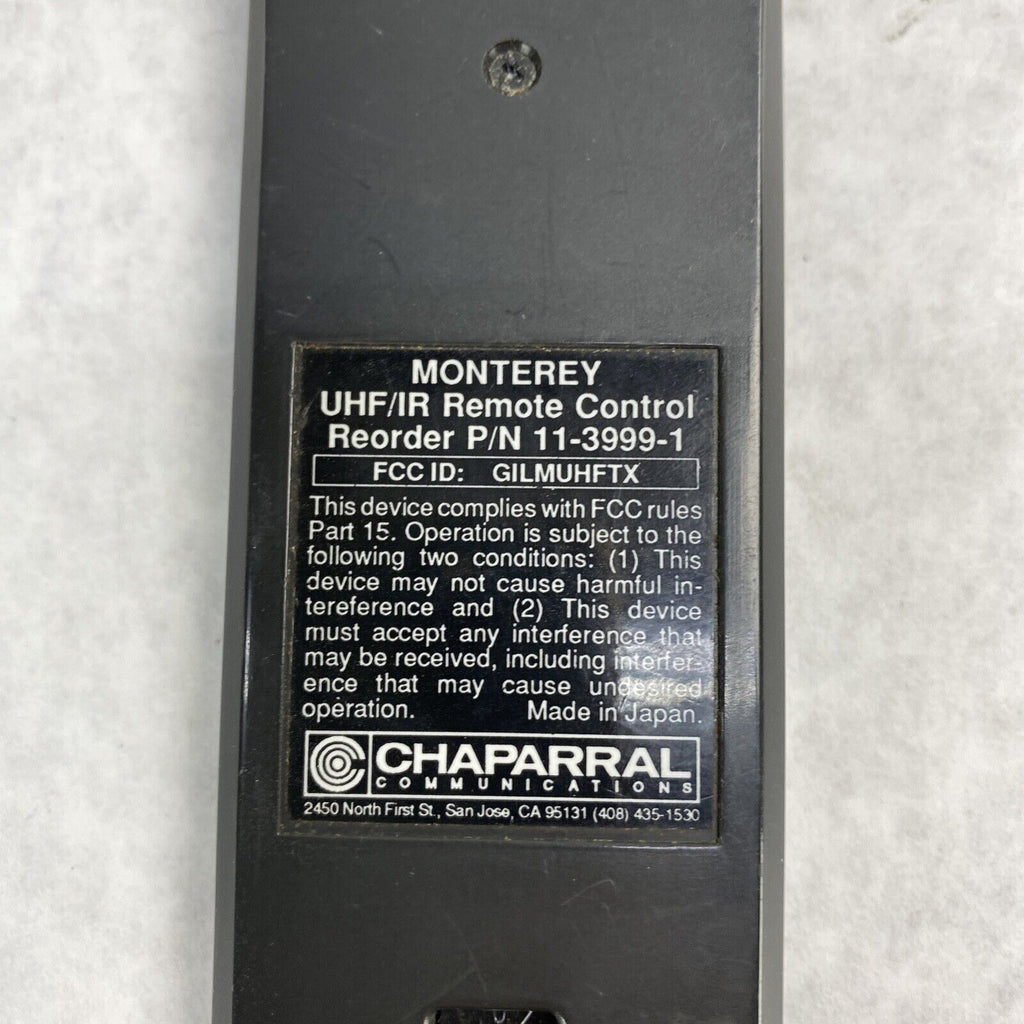 MONTEREY
UHF/IR Remote Control
Reorder P/N 11-3999-1
FCC ID: GILMUHFTX
This device complies with FCC rules
Part 15. Operation is subject to the
following two conditions: (1) This
device may not cause harmful in-
tereference and (2) This device
must accept any interference that
may be received, including interfer-
ence that may cause undesired
operation. Made in Japan.
CHAPARRAL
COMMUNICATIONS
2450 North First St., San Jose, CA 95131 (408) 435-1530